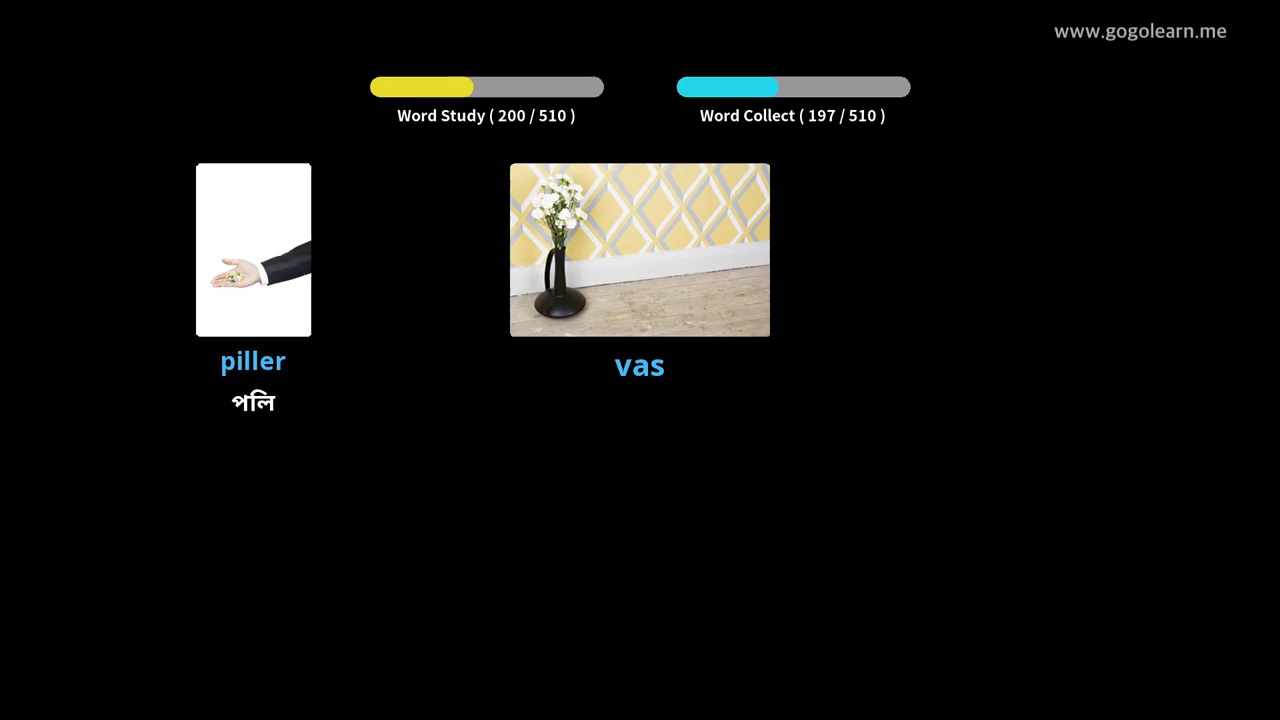 www.gogolearn.me
Word Study ( 200 / 510 )
Word Collect ( 197 / 510 )
piller
vas
পলি